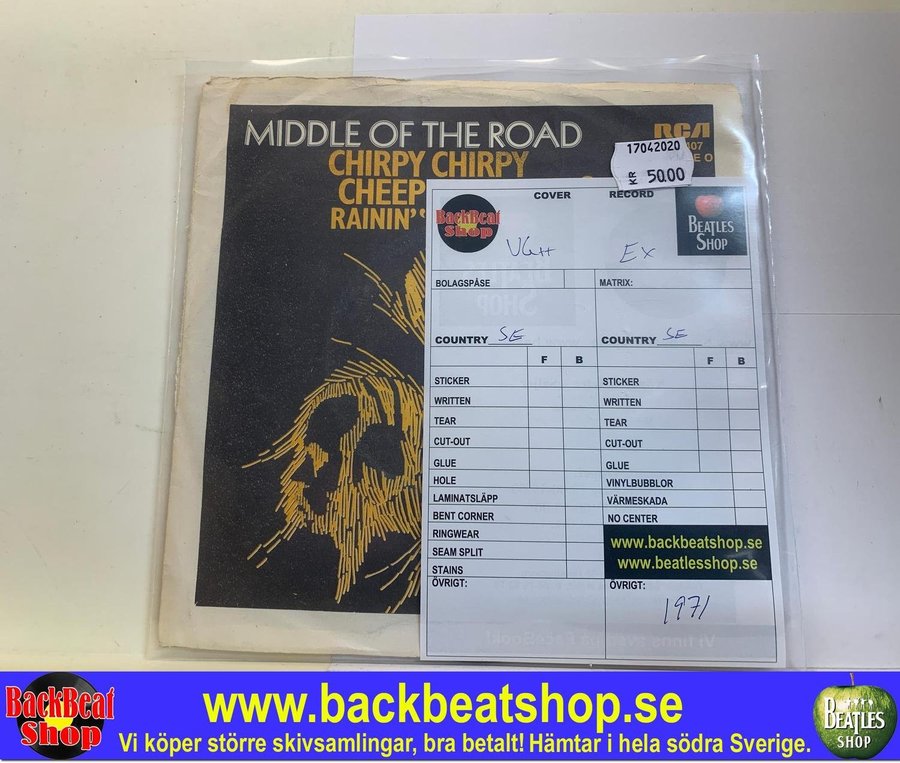 MIDDLE OF THE ROAD
RCA
CHIRPY CHIRPY
CHEEP
RAININ'
17042020
KR 50.00
COVER RECORD
BackBeat
Shop
BEATLES
SHOP
VG++ EX
BOLAGSPÅSE MATRIX:
COUNTRY SE COUNTRY SE
F B F B
STICKER STICKER
WRITTEN WRITTEN
TEAR TEAR
CUT-OUT CUT-OUT
GLUE GLUE
HOLE VINYLBUBBLOR
LAMINATSLÄPP VÄRMESKADA
BENT CORNER NO CENTER
RINGWEAR
SEAM SPLIT
STAINS
www.backbeatshop.se
www.beatlesshop.se
ÖVRIGT: ÖVRIGT:
1971
BackBeat
Shop
www.backbeatshop.se
Vi köper större skivsamlingar, bra betalt! Hämtar i hela södra Sverige.
BEATLES
SHOP